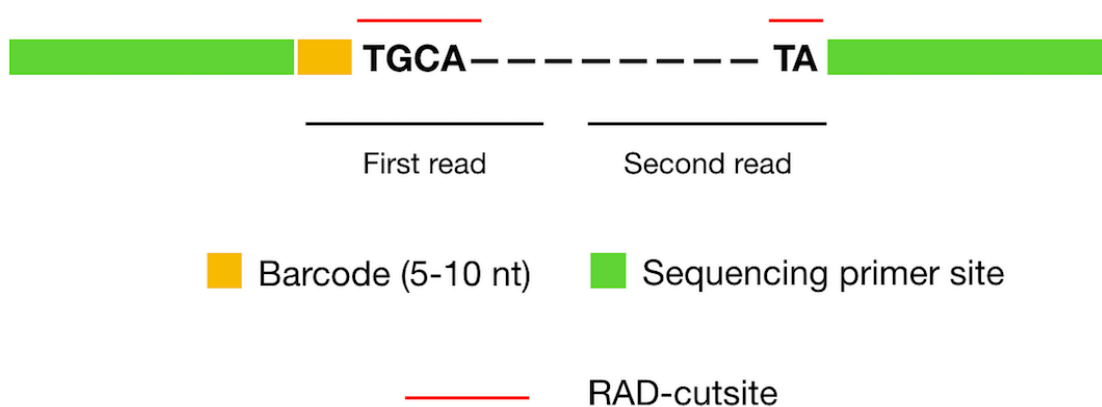 TGCA— — — — — — — — — TA
First read Second read
Barcode (5-10 nt) Sequencing primer site
RAD-cutsite